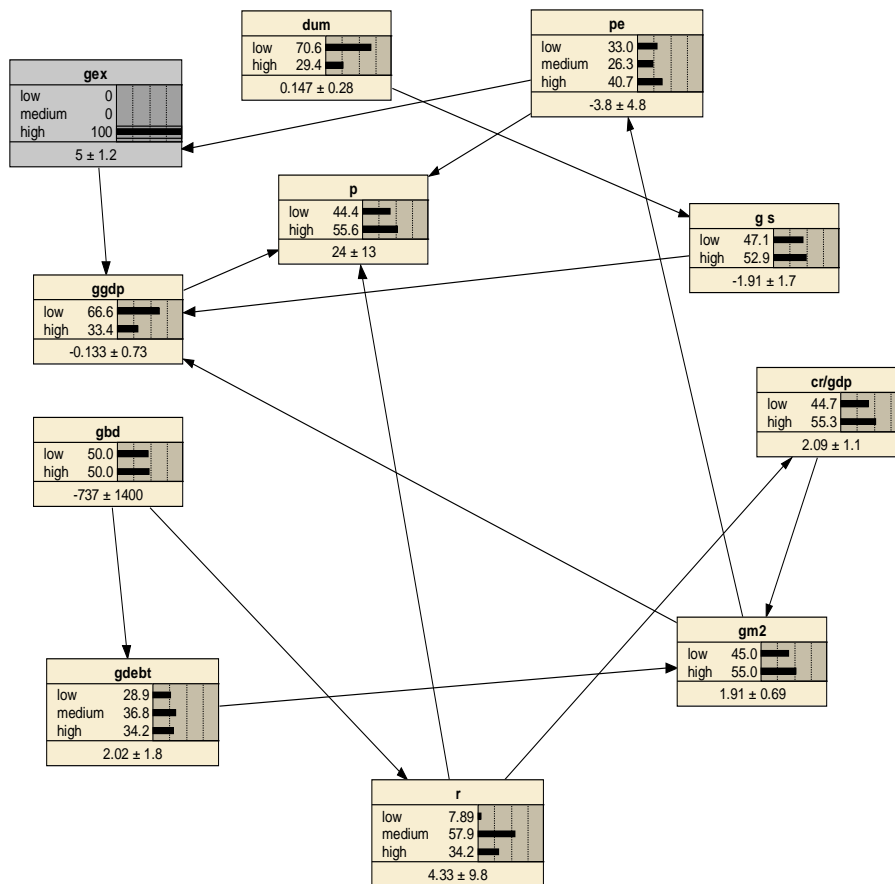 dum
low 70.6
high 29.4
0.147 ± 0.28
pe
low 33.0
medium 26.3
high 40.7
-3.8 ± 4.8
gex
low 0
medium 0
high 100
5 ± 1.2
p
low 44.4
high 55.6
24 ± 13
g s
low 47.1
high 52.9
-1.91 ± 1.7
ggdp
low 66.6
high 33.4
-0.133 ± 0.73
cr/gdp
low 44.7
high 55.3
2.09 ± 1.1
gbd
low 50.0
high 50.0
-737 ± 1400
gm2
low 45.0
high 55.0
1.91 ± 0.69
gdebt
low 28.9
medium 36.8
high 34.2
2.02 ± 1.8
r
low 7.89
medium 57.9
high 34.2
4.33 ± 9.8